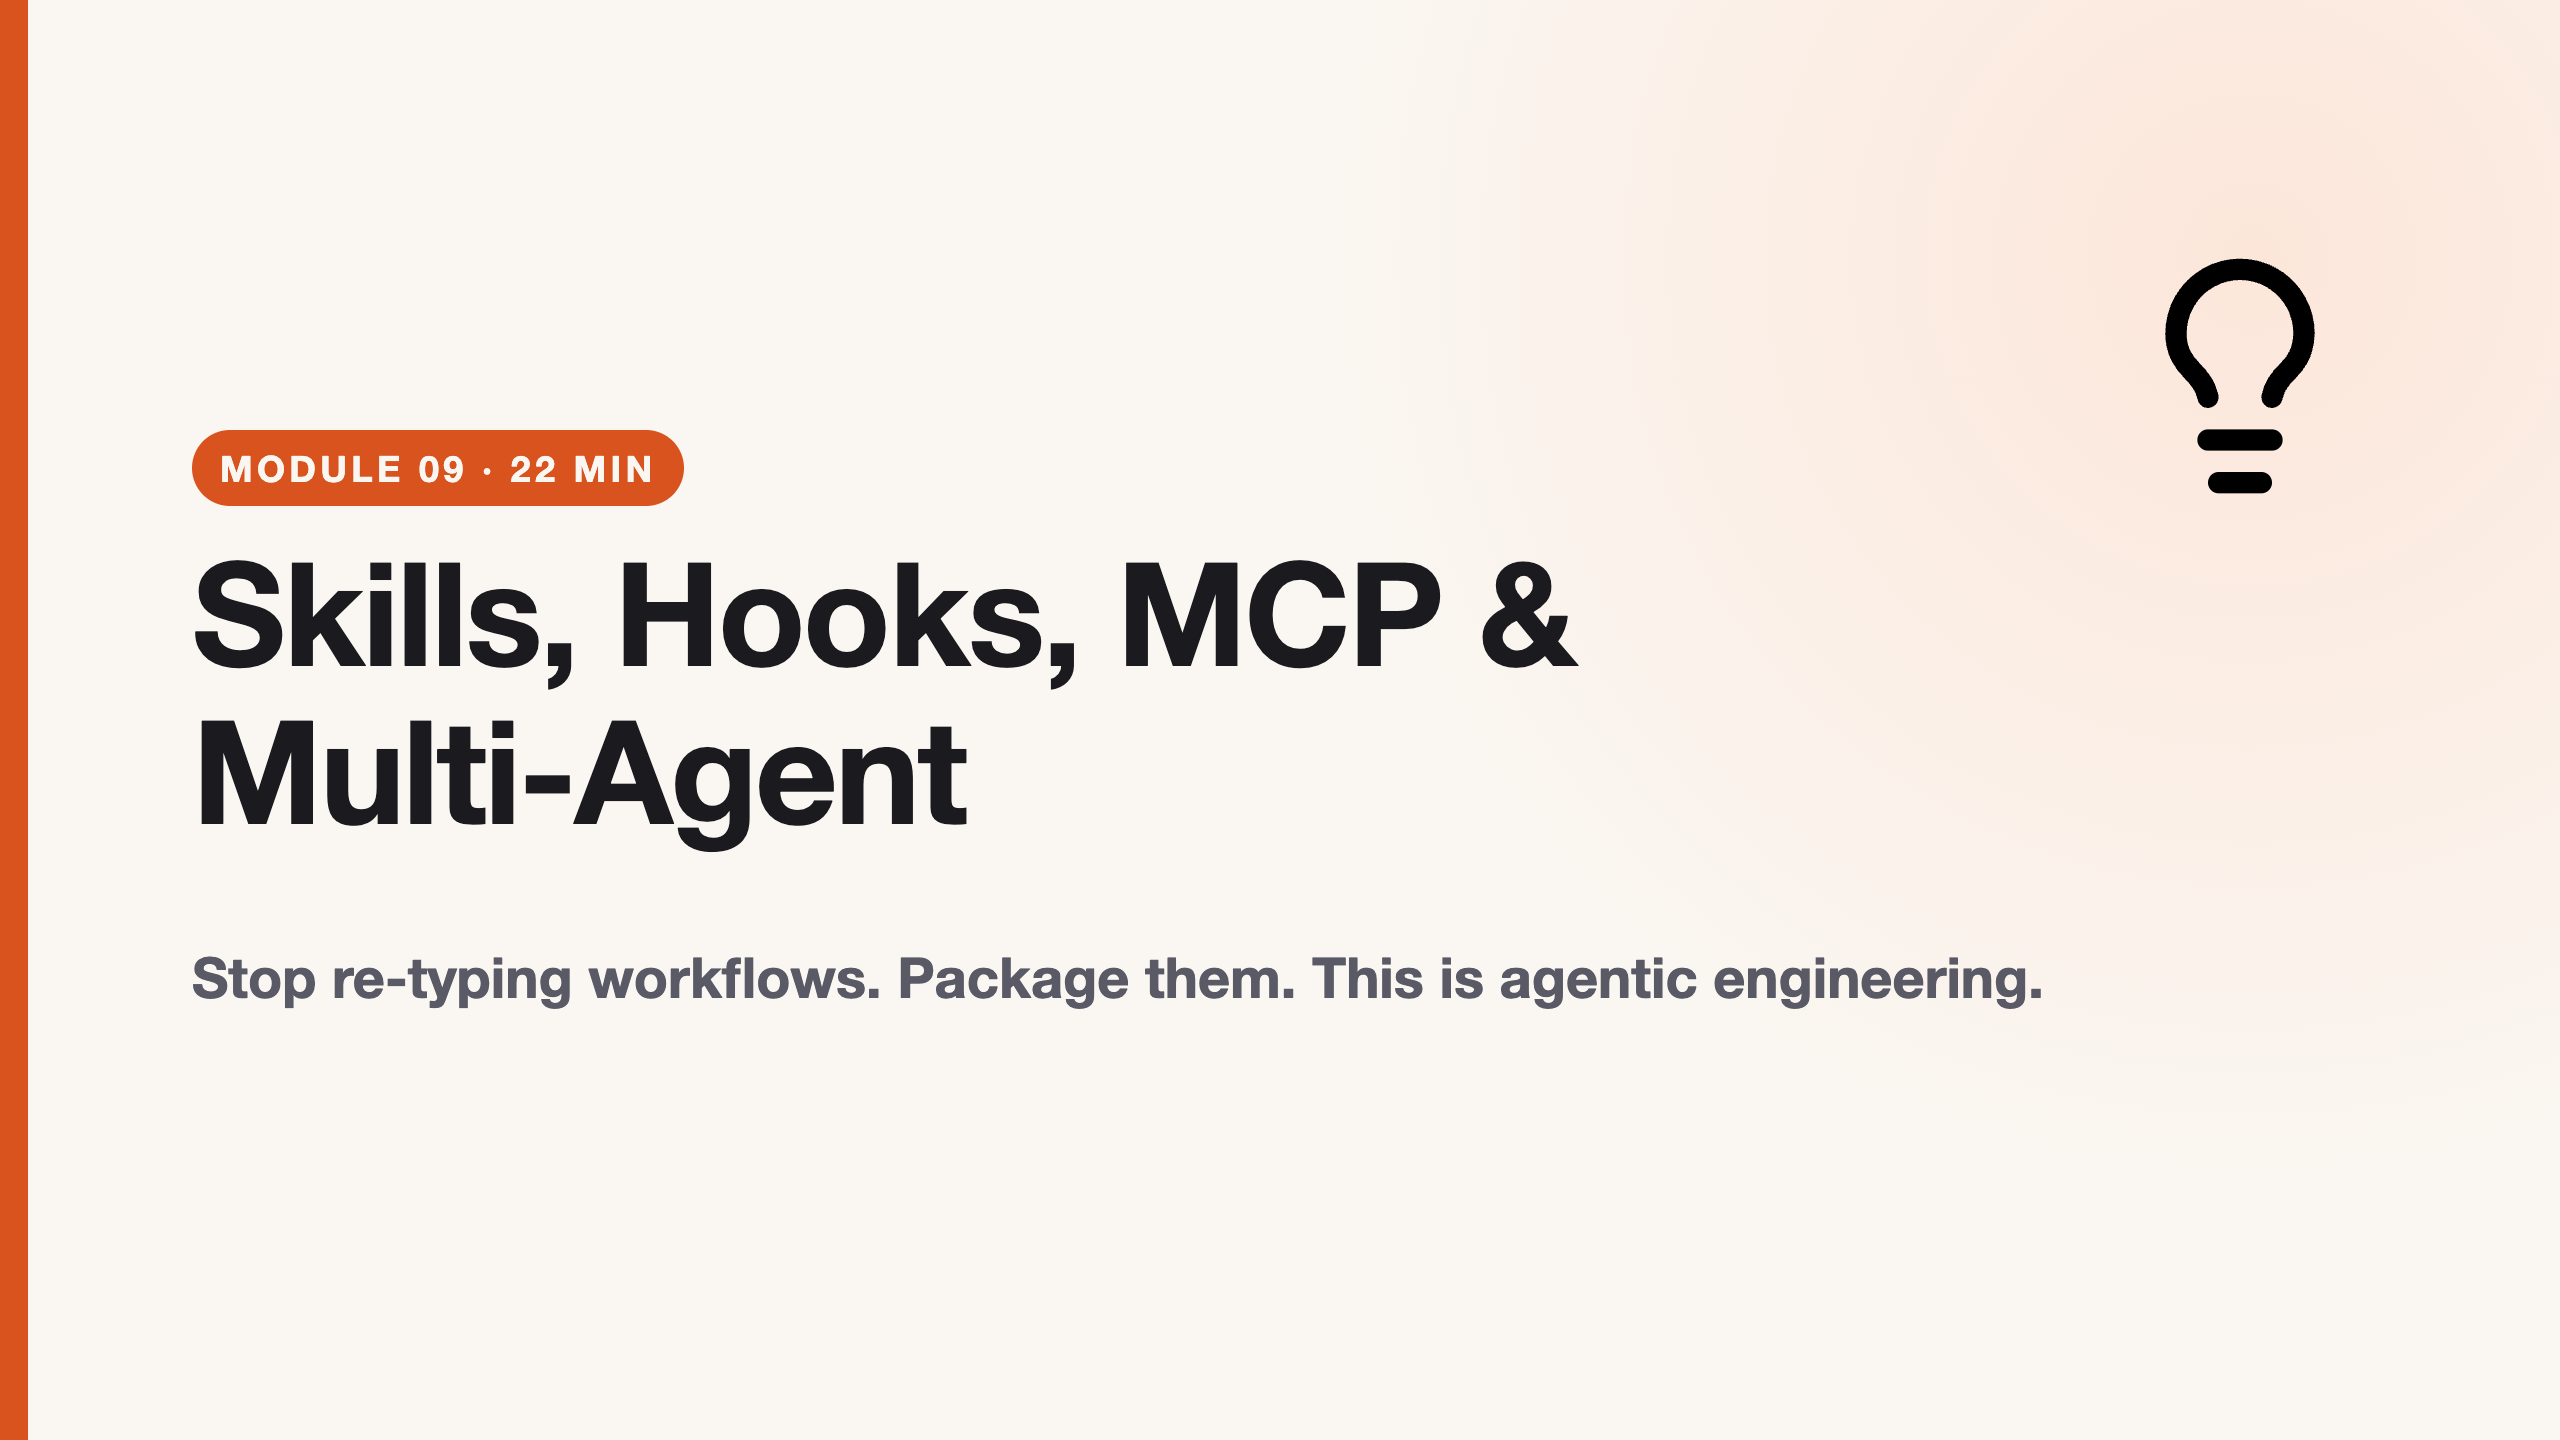 MODULE 09 · 22 MIN
Skills, Hooks, MCP &
Multi-Agent
Stop re-typing workflows. Package them. This is agentic engineering.